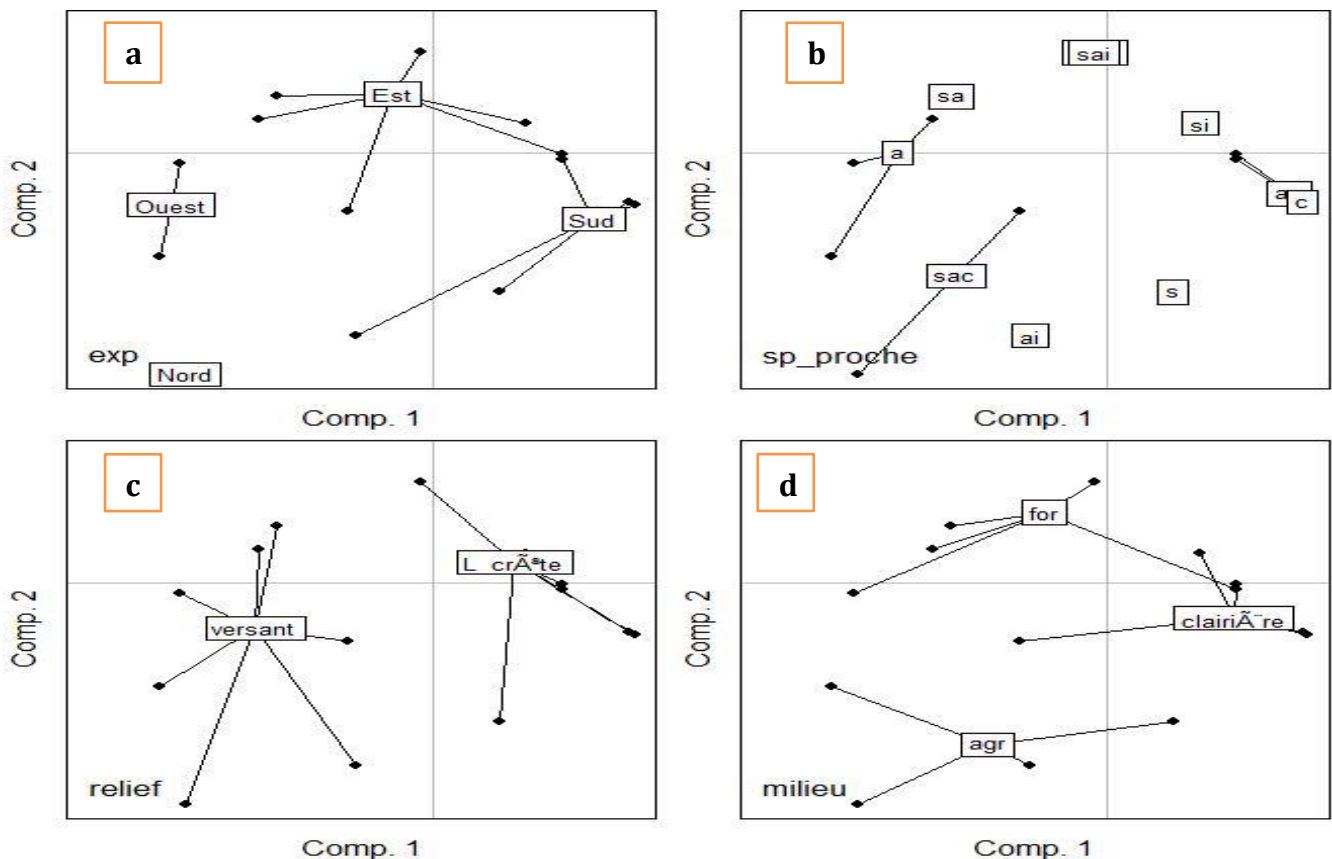 a
Est
Ouest
Sud
exp
Nord
Comp. 2
Comp. 1
b
sai
sa
si
a
c
sac
s
ai
sp_proche
Comp. 2
Comp. 1
c
L crÃªte
versant
relief
Comp. 2
Comp. 1
d
for
clairiÃ¨re
agr
milieu
Comp. 2
Comp. 1